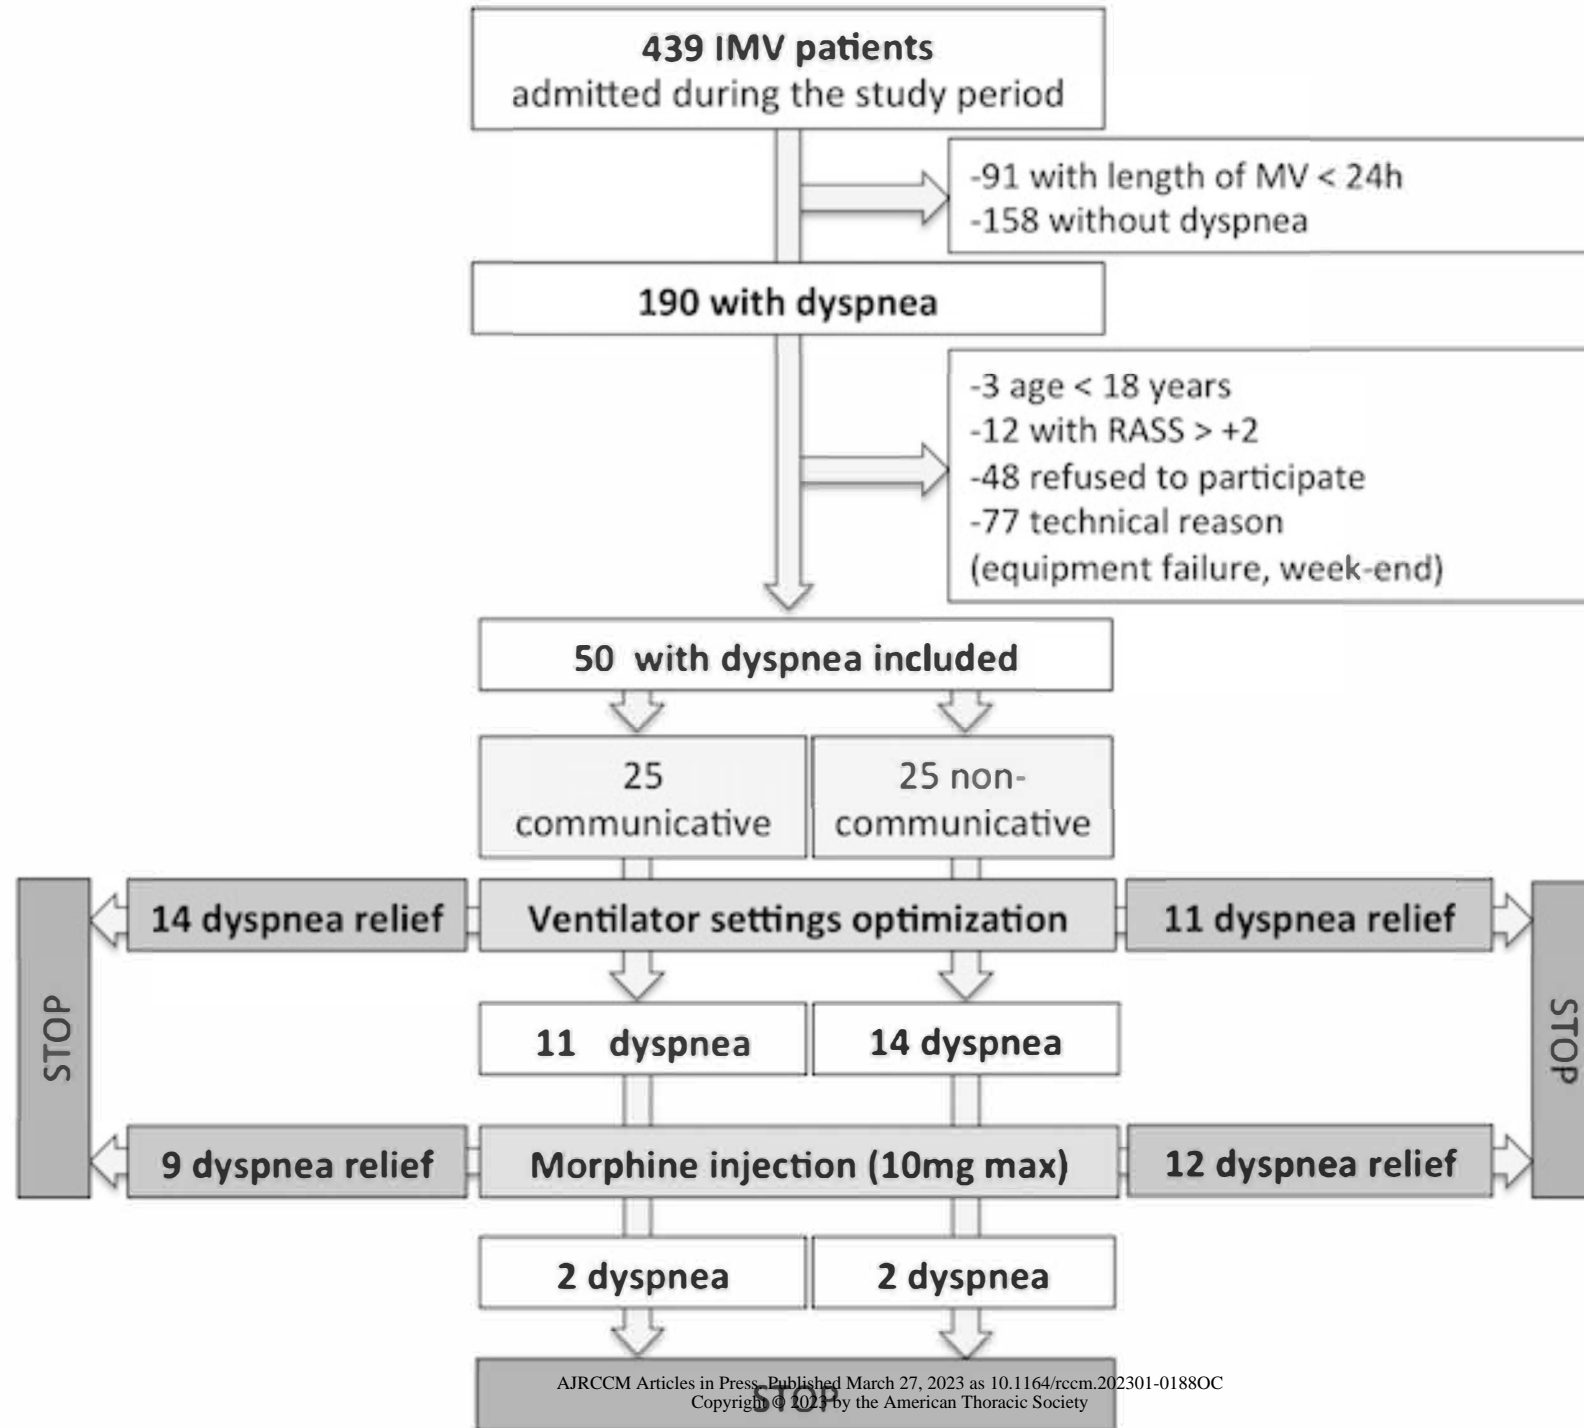 439 IMV patients
admitted during the study period
-91 with length of MV < 24h
-158 without dyspnea
190 with dyspnea
-3 age < 18 years
-12 with RASS > +2
-48 refused to participate
-77 technical reason
(equipment failure, week-end)
50 with dyspnea included
25
communicative
25 non-
communicative
14 dyspnea relief
Ventilator settings optimization
11 dyspnea relief
STOP
STOP
11 dyspnea
14 dyspnea
9 dyspnea relief
Morphine injection (10mg max)
12 dyspnea relief
2 dyspnea
2 dyspnea
STOP
AJRCCM Articles in Press. Published March 27, 2023 as 10.1164/rccm.202301-0188OC
Copyright © 2023 by the American Thoracic Society